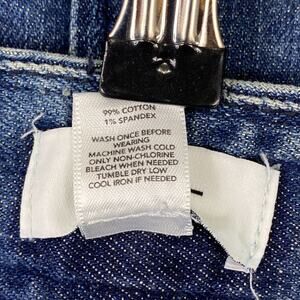 99% COTTON
1% SPANDEX
WASH ONCE BEFORE
WEARING
MACHINE WASH COLD
ONLY NON-CHLORINE
BLEACH WHEN NEEDED
TUMBLE DRY LOW
COOL IRON IF NEEDED